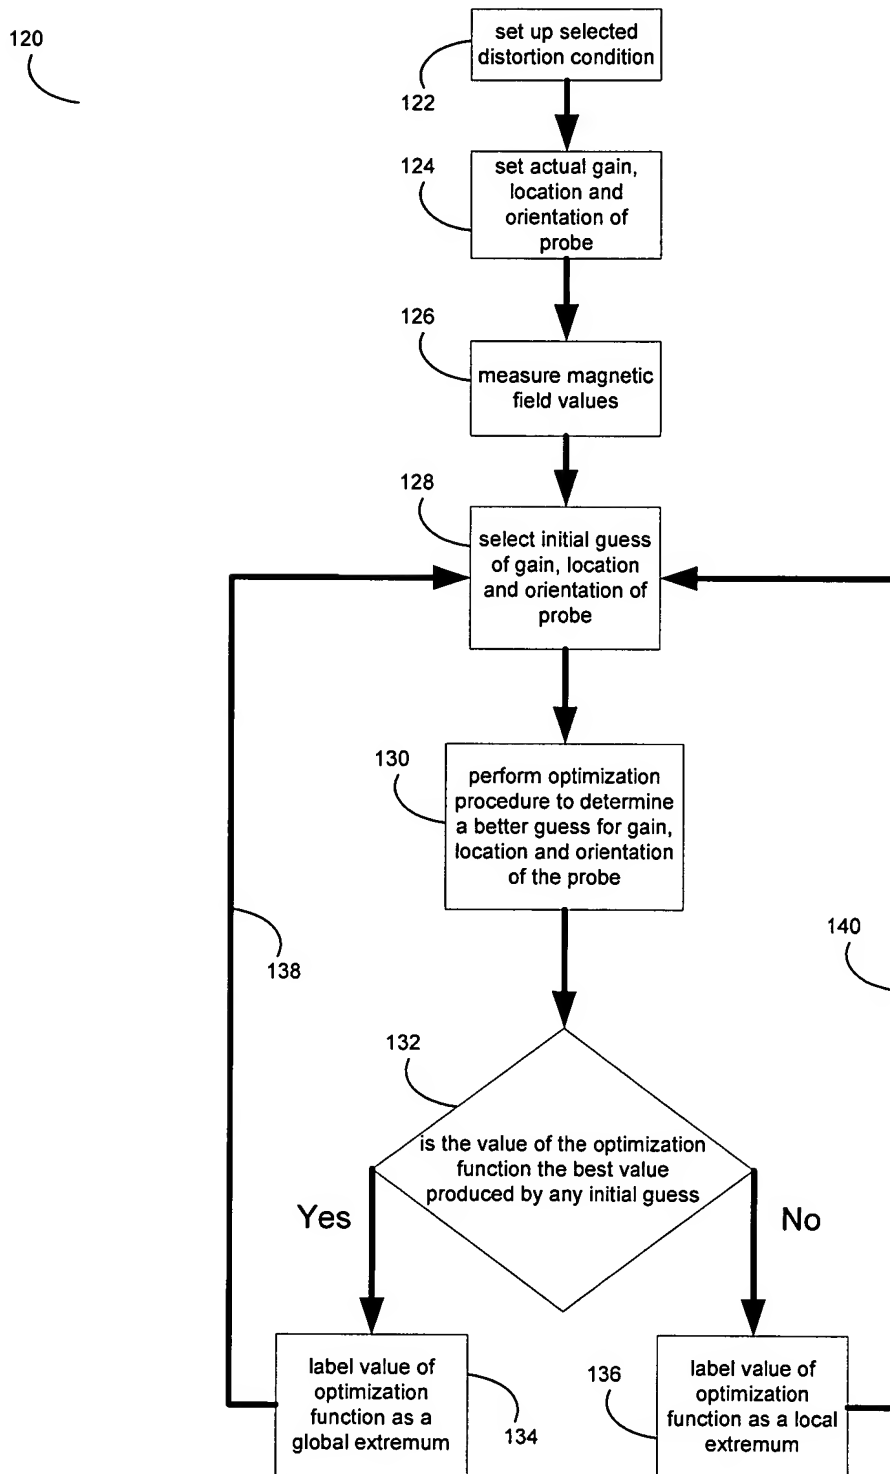 120
set up selected
distortion condition
122
124
set actual gain,
location and
orientation of
probe
126
measure magnetic
field values
128
select initial guess
of gain, location
and orientation of
probe
130
perform optimization
procedure to determine
a better guess for gain,
location and orientation
of the probe
138
140
132
is the value of the optimization
function the best value
produced by any initial guess
Yes
No
label value of
optimization
function as a
global extremum
134
136
label value of
optimization
function as a local
extremum